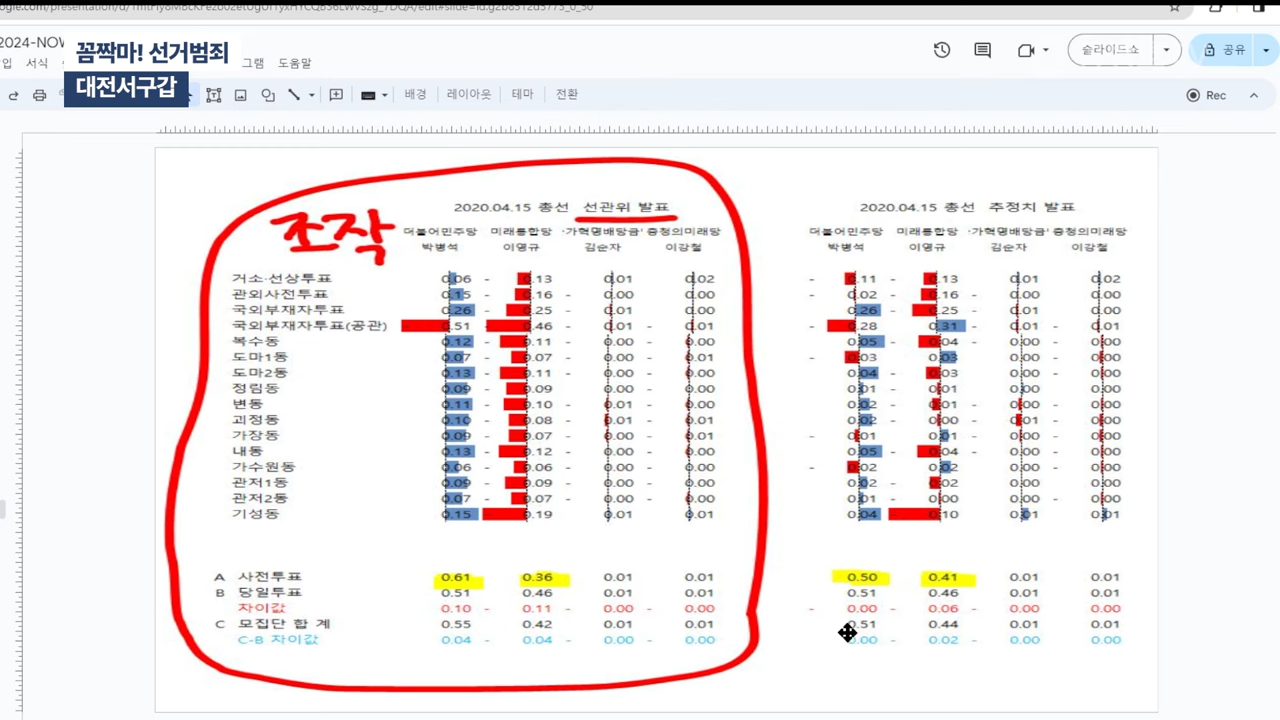 2024-NOV
꼼짝마! 선거범죄
대전서구갑
서식 그램 도움말
슬라이드쇼 공유
배경 레이아웃 테마 전환 Rec
조작
2020.04.15 총선 선관위 발표 2020.04.15 총선 추정치 발표
더불어민주당 미래통합당 가혁명배당금' 충청의미래당 더불어민주당 미래통합당 가혁명배당금' 충청의미래당
박병석 이영규 김순자 이강철 박병석 이영규 김순자 이강철
거소·선상투표 0.06 - 0.13 0.01 0.02 - 0.11 - 0.13 0.01 0.02
관외사전투표 0.15 - 0.16 - 0.00 0.00 - 0.02 - 0.16 - 0.00 0.00
국외부재자투표 0.26 - 0.25 - 0.01 0.00 0.26 - 0.25 - 0.01 0.00
국외부재자투표(공관) - 0.51 - 0.46 - 0.01 - 0.01 - 0.28 0.31 - 0.01 - 0.01
복수동 0.12 - 0.11 - 0.00 - 0.00 0.05 - 0.04 - 0.00 - 0.00
도마1동 0.07 - 0.07 - 0.00 - 0.01 - 0.03 0.03 - 0.00 - 0.00
도마2동 0.13 - 0.11 - 0.00 - 0.00 0.04 - 0.03 - 0.00 - 0.00
정림동 0.09 - 0.09 - 0.00 - 0.00 0.01 - 0.01 0.00 - 0.00
변동 0.11 - 0.10 - 0.01 - 0.00 0.02 - 0.01 - 0.00 - 0.00
괴정동 0.10 - 0.08 - 0.01 - 0.01 0.02 - 0.00 - 0.01 - 0.00
가장동 0.09 - 0.07 - 0.00 - 0.01 - 0.01 0.01 - 0.00 - 0.00
내동 0.13 - 0.12 - 0.00 - 0.00 0.05 - 0.04 - 0.00 - 0.00
가수원동 0.06 - 0.06 - 0.00 - 0.00 - 0.02 0.02 - 0.00 - 0.00
관저1동 0.09 - 0.09 - 0.00 - 0.01 0.02 - 0.02 - 0.00 - 0.00
관저2동 0.07 - 0.07 - 0.00 - 0.00 0.01 - 0.00 - 0.00 - 0.00
기성동 0.15 - 0.19 - 0.01 - 0.01 0.04 - 0.10 0.01 0.01
A 사전투표 0.61 0.36 0.01 0.01 0.50 0.41 0.01 0.01
B 당일투표 0.51 0.46 0.01 0.01 0.51 0.46 0.01 0.01
차이값 0.10 - 0.11 - 0.00 - 0.00 - 0.00 - 0.06 - 0.00 0.00
C 모집단 합 계 0.55 0.42 0.01 0.01 0.51 0.44 0.01 0.01
C-B 차이값 0.04 - 0.04 - 0.00 - 0.00 0.00 - 0.02 - 0.00 0.00